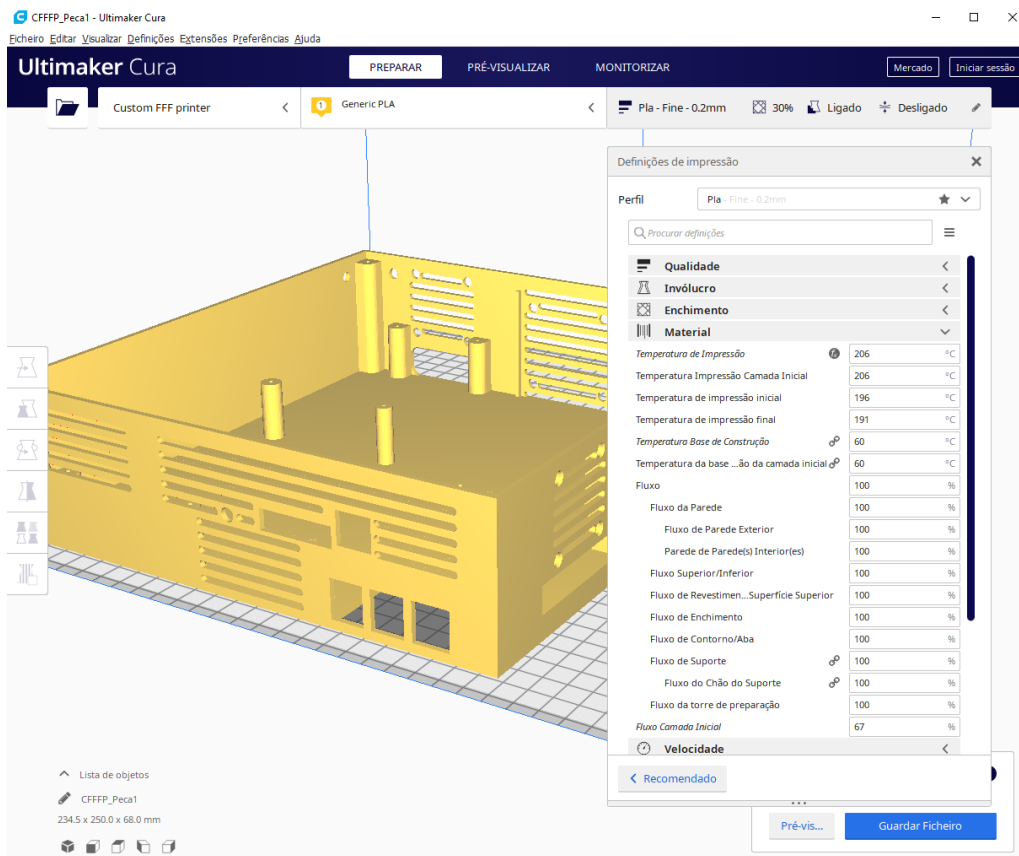 CFFFP_Peca1 - Ultimaker Cura
Ficheiro Editar Visualizar Definições Extensões Preferências Ajuda
Ultimaker Cura
PREPARAR
PRÉ-VISUALIZAR
MONITORIZAR
Mercado
Iniciar sessão
Custom FFF printer
1
Generic PLA
Pla - Fine - 0.2mm
30%
Ligado
Desligado
Definições de impressão
Perfil
Pla - Fine - 0.2mm
Procurar definições
Qualidade
Invólucro
Enchimento
Material
Temperatura de Impressão 206 °C
Temperatura Impressão Camada Inicial 206 °C
Temperatura de impressão inicial 196 °C
Temperatura de impressão final 191 °C
Temperatura Base de Construção 60 °C
Temperatura da base ...ão da camada inicial 60 °C
Fluxo 100 %
Fluxo da Parede 100 %
Fluxo de Parede Exterior 100 %
Parede de Parede(s) Interior(es) 100 %
Fluxo Superior/Inferior 100 %
Fluxo de Revestimen...Superfície Superior 100 %
Fluxo de Enchimento 100 %
Fluxo de Contorno/Aba 100 %
Fluxo de Suporte 100 %
Fluxo do Chão do Suporte 100 %
Fluxo da torre de preparação 100 %
Fluxo Camada Inicial 67 %
Velocidade
Recomendado
Lista de objetos
CFFFP_Peca1
234.5 x 250.0 x 68.0 mm
Pré-vis...
Guardar Ficheiro